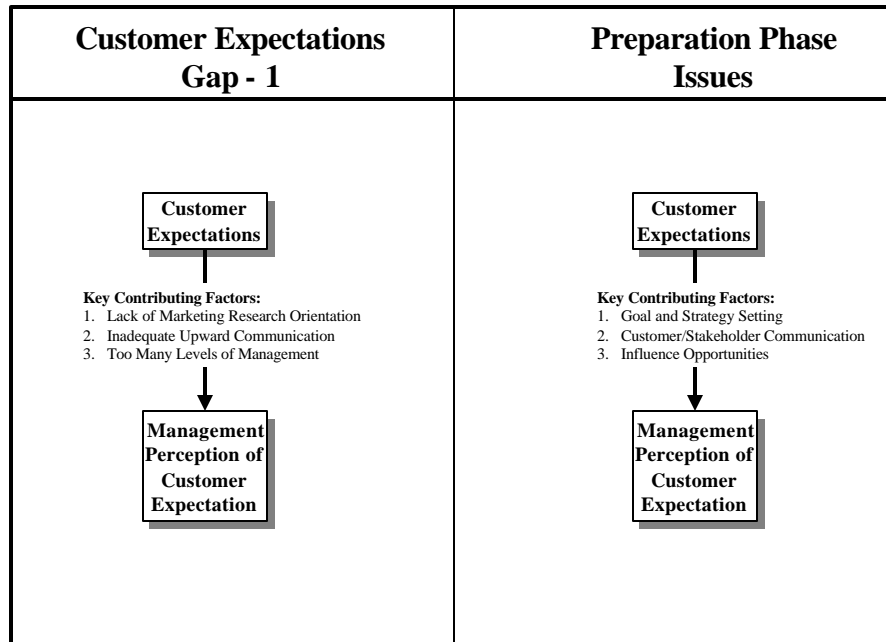 Customer Expectations
Gap - 1
Customer
Expectations
Key Contributing Factors:
1. Lack of Marketing Research Orientation
2. Inadequate Upward Communication
3. Too Many Levels of Management
Management
Perception of
Customer
Expectation
Preparation Phase
Issues
Customer
Expectations
Key Contributing Factors:
1. Goal and Strategy Setting
2. Customer/Stakeholder Communication
3. Influence Opportunities
Management
Perception of
Customer
Expectation